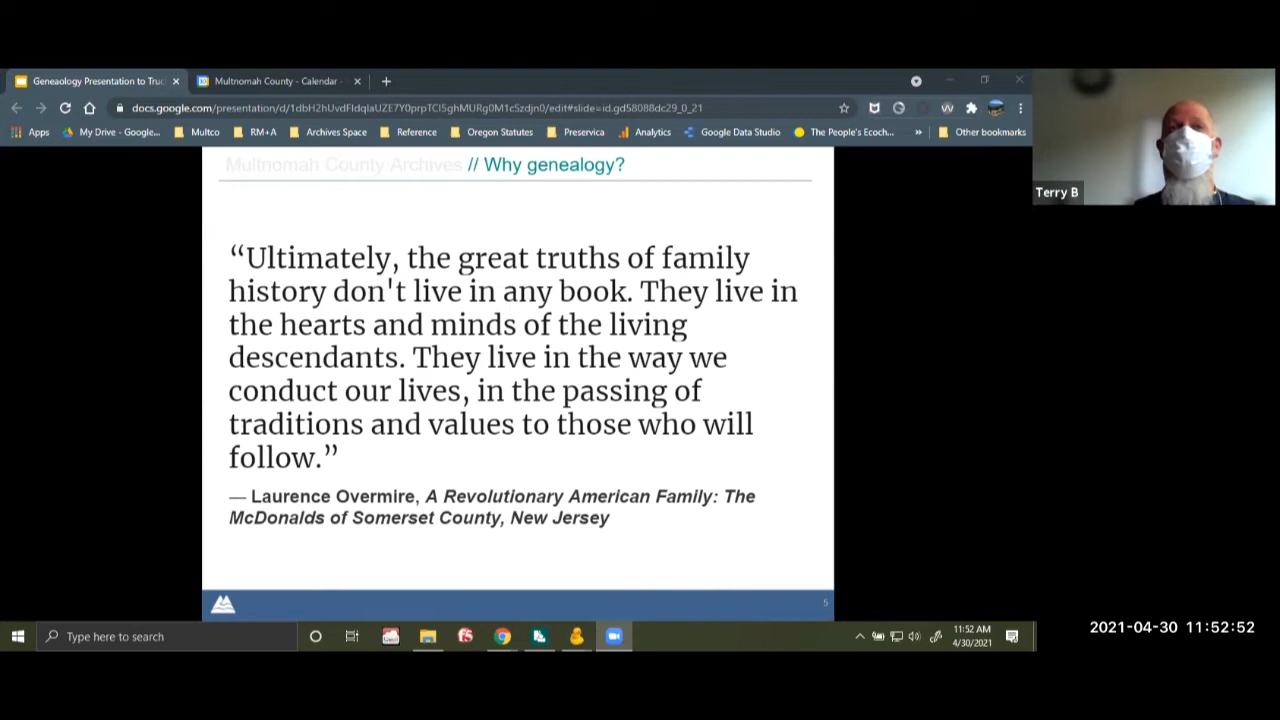 Geneaology Presentation to Truc
Multnomah County - Calendar -
docs.google.com/presentation/d/1dbH2hUvdFIdqlaUZE7Y0prpTCI5ghMURg0M1cSzdjn0/edit#slide=id.gd58088dc29_0_21
Apps My Drive - Google... Multco RM+A Archives Space Reference Oregon Statutes Preservica Analytics Google Data Studio The People's Ecoch... » Other bookmarks
Multnomah County Archives // Why genealogy?
“Ultimately, the great truths of family
history don't live in any book. They live in
the hearts and minds of the living
descendants. They live in the way we
conduct our lives, in the passing of
traditions and values to those who will
follow.”
— Laurence Overmire, A Revolutionary American Family: The
McDonalds of Somerset County, New Jersey
5
Terry B
Type here to search
11:52 AM
4/30/2021
2021-04-30 11:52:52